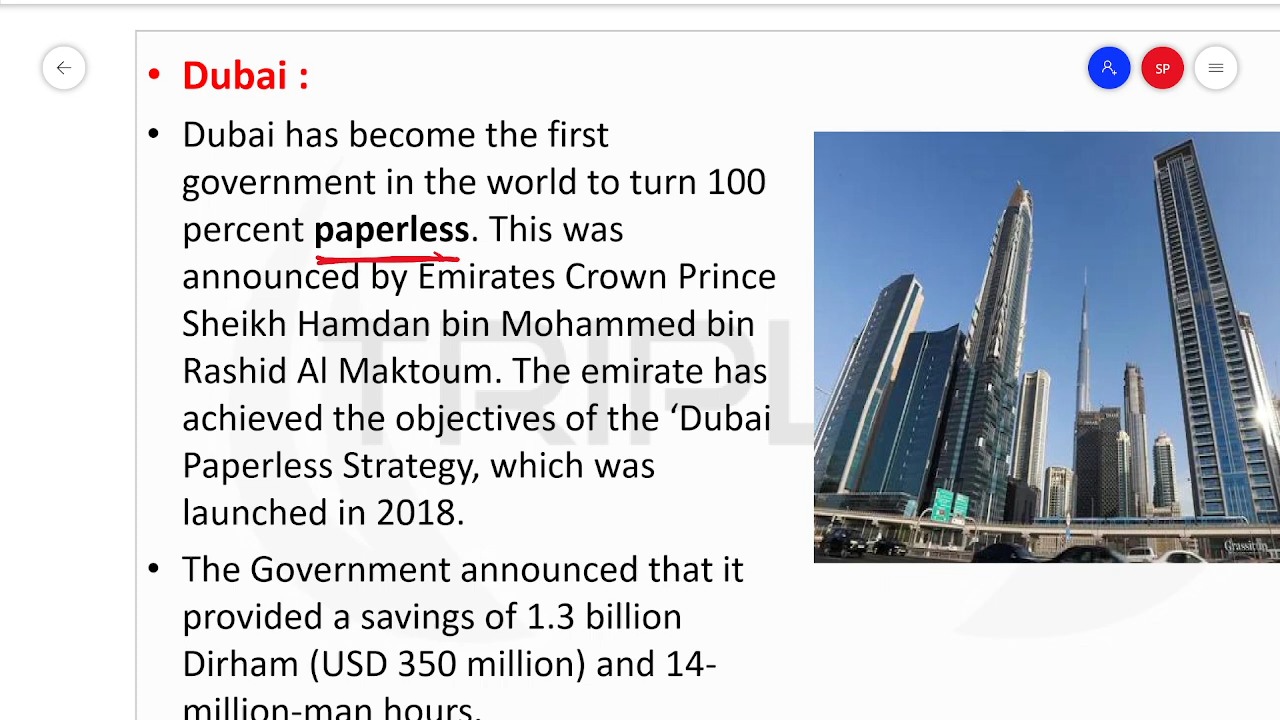 Dubai :
SP
Dubai has become the first
government in the world to turn 100
percent paperless. This was
announced by Emirates Crown Prince
Sheikh Hamdan bin Mohammed bin
Rashid Al Maktoum. The emirate has
achieved the objectives of the ‘Dubai
Paperless Strategy, which was
launched in 2018.
The Government announced that it
provided a savings of 1.3 billion
Dirham (USD 350 million) and 14-
million-man hours.
TRIPL